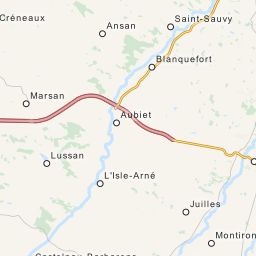 Créneaux
Ansan
Saint-Sauvy
Blanquefort
Marsan
Aubiet
Lussan
L'Isle-Arné
Juilles
Montiron